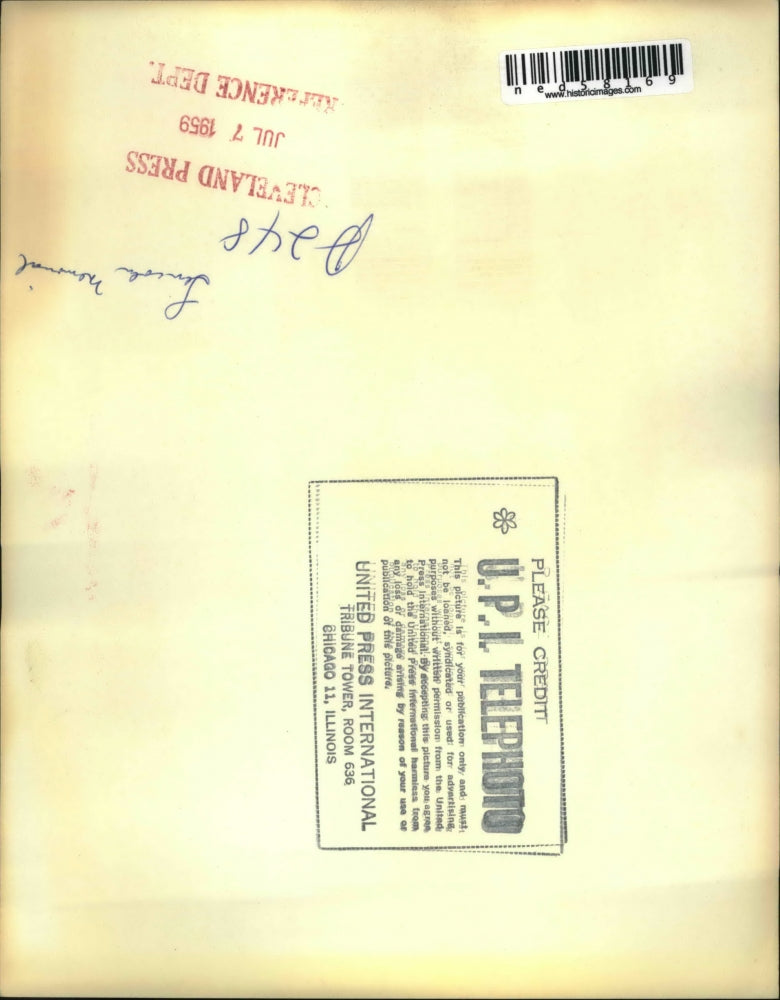 ned58169
www.historicimages.com
CLEVELAND PRESS
JUL 7 1959
REFERENCE DEPT.
P248
Lincoln Memorial
PLEASE CREDIT
U. P. I. TELEPHOTO
This picture is for your publication only and must
not be loaned, syndicated or used for advertising
purposes without written permission from the United
Press International. By accepting this picture you agree
to hold the United Press International harmless from
any loss or damage arising by reason of your use or
publication of this picture.
UNITED PRESS INTERNATIONAL
TRIBUNE TOWER, ROOM 636
CHICAGO 11, ILLINOIS